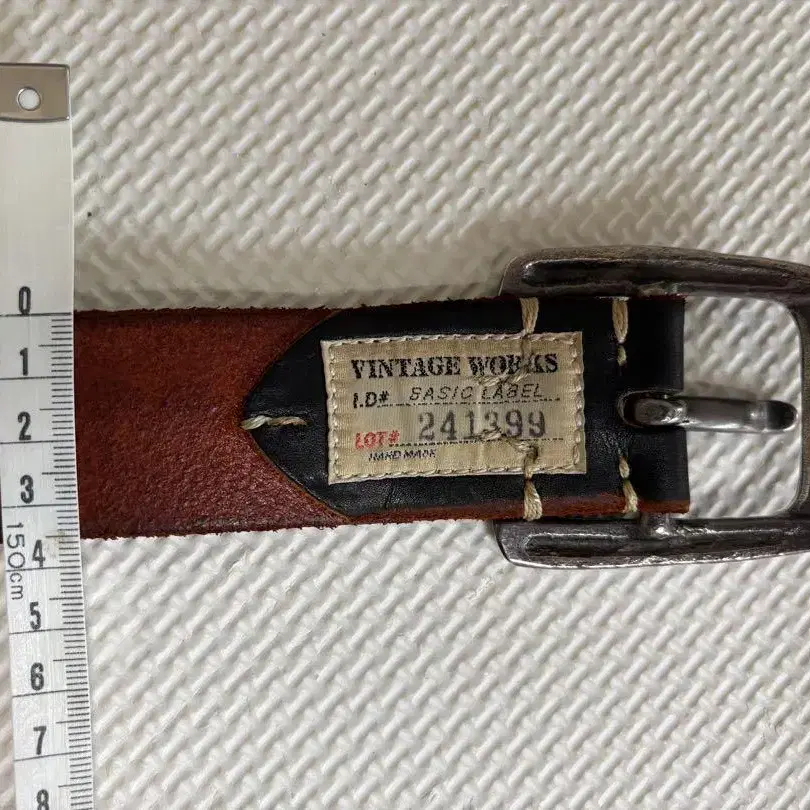 VINTAGE WORKS
I.D# BASIC LABEL
LOT# 241399
HAND MADE
0
1
2
3
150cm
4
5
6
7
8